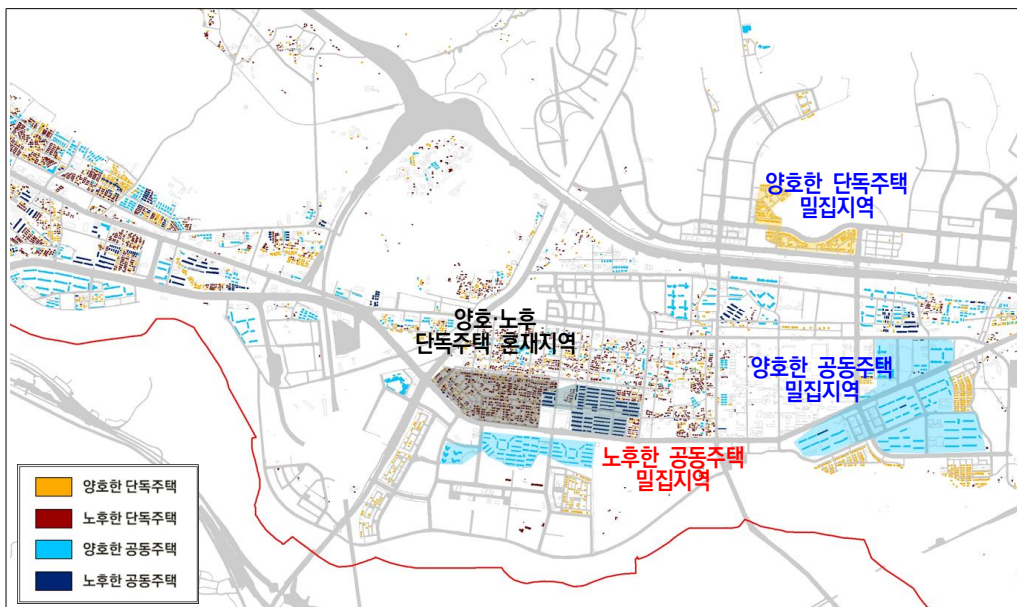 양호한 단독주택
밀집지역
양호·노후
단독주택 혼재지역
양호한 공동주택
밀집지역
노후한 공동주택
밀집지역
양호한 단독주택
노후한 단독주택
양호한 공동주택
노후한 공동주택